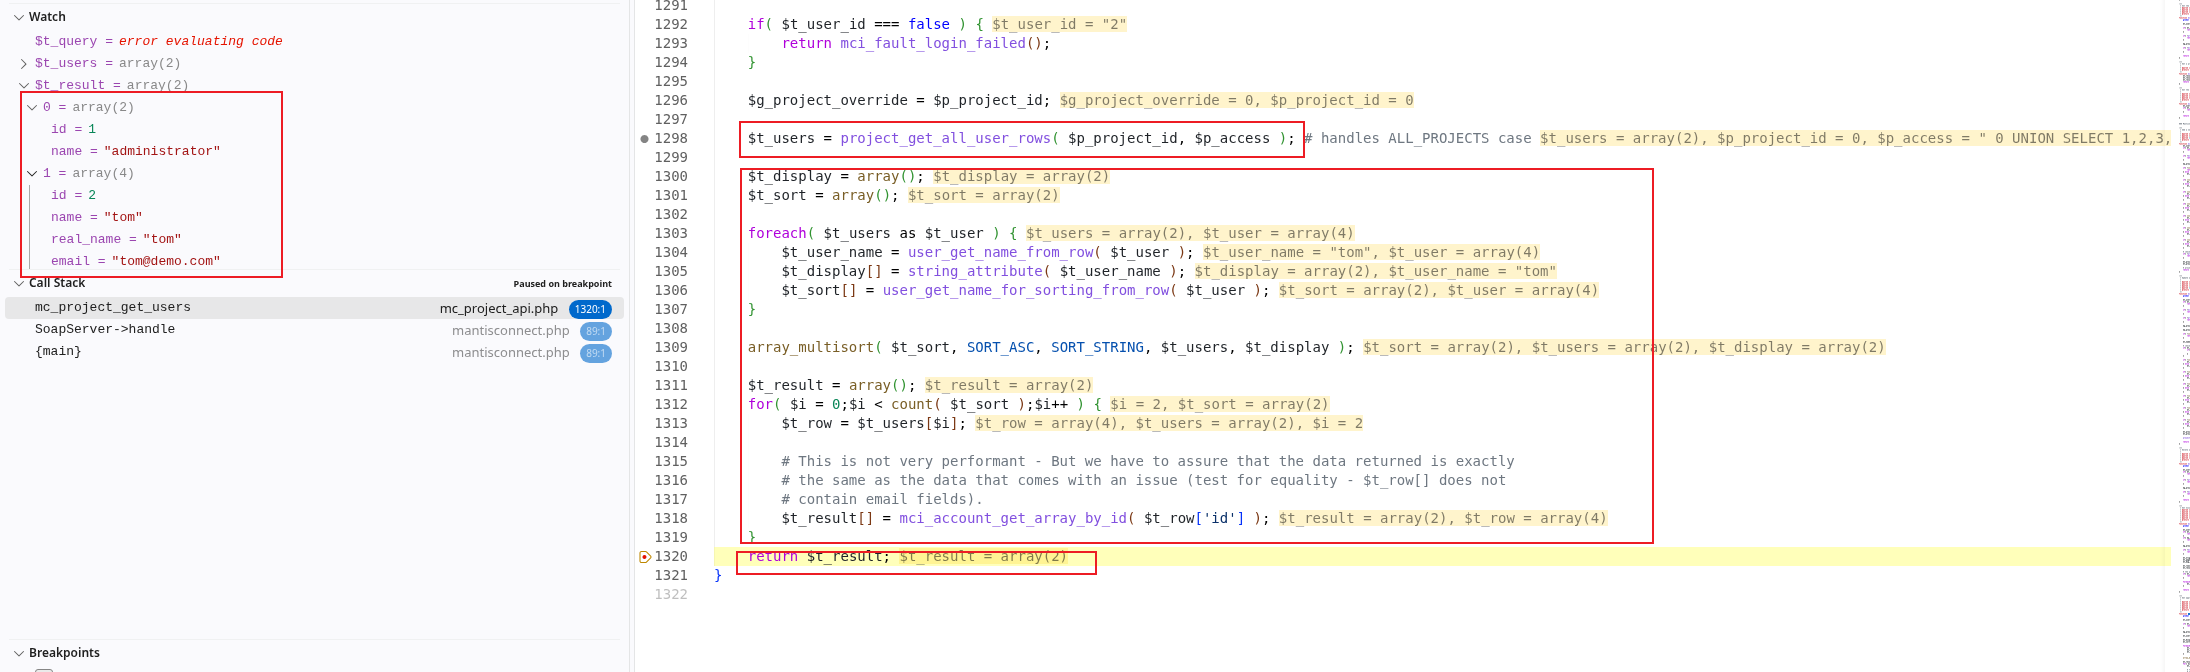 Watch
$t_query = error evaluating code
$t_users = array(2)
$t_result = array(2)
0 = array(2)
id = 1
name = "administrator"
1 = array(4)
id = 2
name = "tom"
real_name = "tom"
email = "tom@demo.com"
Call Stack
Paused on breakpoint
mc_project_get_users mc_project_api.php 1320:1
SoapServer->handle mantisconnect.php 89:1
{main} mantisconnect.php 89:1
Breakpoints
1291
1292 if( $t_user_id === false ) { $t_user_id = "2"
1293 return mci_fault_login_failed();
1294 }
1295
1296 $g_project_override = $p_project_id; $g_project_override = 0, $p_project_id = 0
1297
1298 $t_users = project_get_all_user_rows( $p_project_id, $p_access ); # handles ALL_PROJECTS case $t_users = array(2), $p_project_id = 0, $p_access = " 0 UNION SELECT 1,2,3,
1299
1300 $t_display = array(); $t_display = array(2)
1301 $t_sort = array(); $t_sort = array(2)
1302
1303 foreach( $t_users as $t_user ) { $t_users = array(2), $t_user = array(4)
1304 $t_user_name = user_get_name_from_row( $t_user ); $t_user_name = "tom", $t_user = array(4)
1305 $t_display[] = string_attribute( $t_user_name ); $t_display = array(2), $t_user_name = "tom"
1306 $t_sort[] = user_get_name_for_sorting_from_row( $t_user ); $t_sort = array(2), $t_user = array(4)
1307 }
1308
1309 array_multisort( $t_sort, SORT_ASC, SORT_STRING, $t_users, $t_display ); $t_sort = array(2), $t_users = array(2), $t_display = array(2)
1310
1311 $t_result = array(); $t_result = array(2)
1312 for( $i = 0;$i < count( $t_sort );$i++ ) { $i = 2, $t_sort = array(2)
1313 $t_row = $t_users[$i]; $t_row = array(4), $t_users = array(2), $i = 2
1314
1315 # This is not very performant - But we have to assure that the data returned is exactly
1316 # the same as the data that comes with an issue (test for equality - $t_row[] does not
1317 # contain email fields).
1318 $t_result[] = mci_account_get_array_by_id( $t_row['id'] ); $t_result = array(2), $t_row = array(4)
1319 }
1320 return $t_result; $t_result = array(2)
1321 }
1322